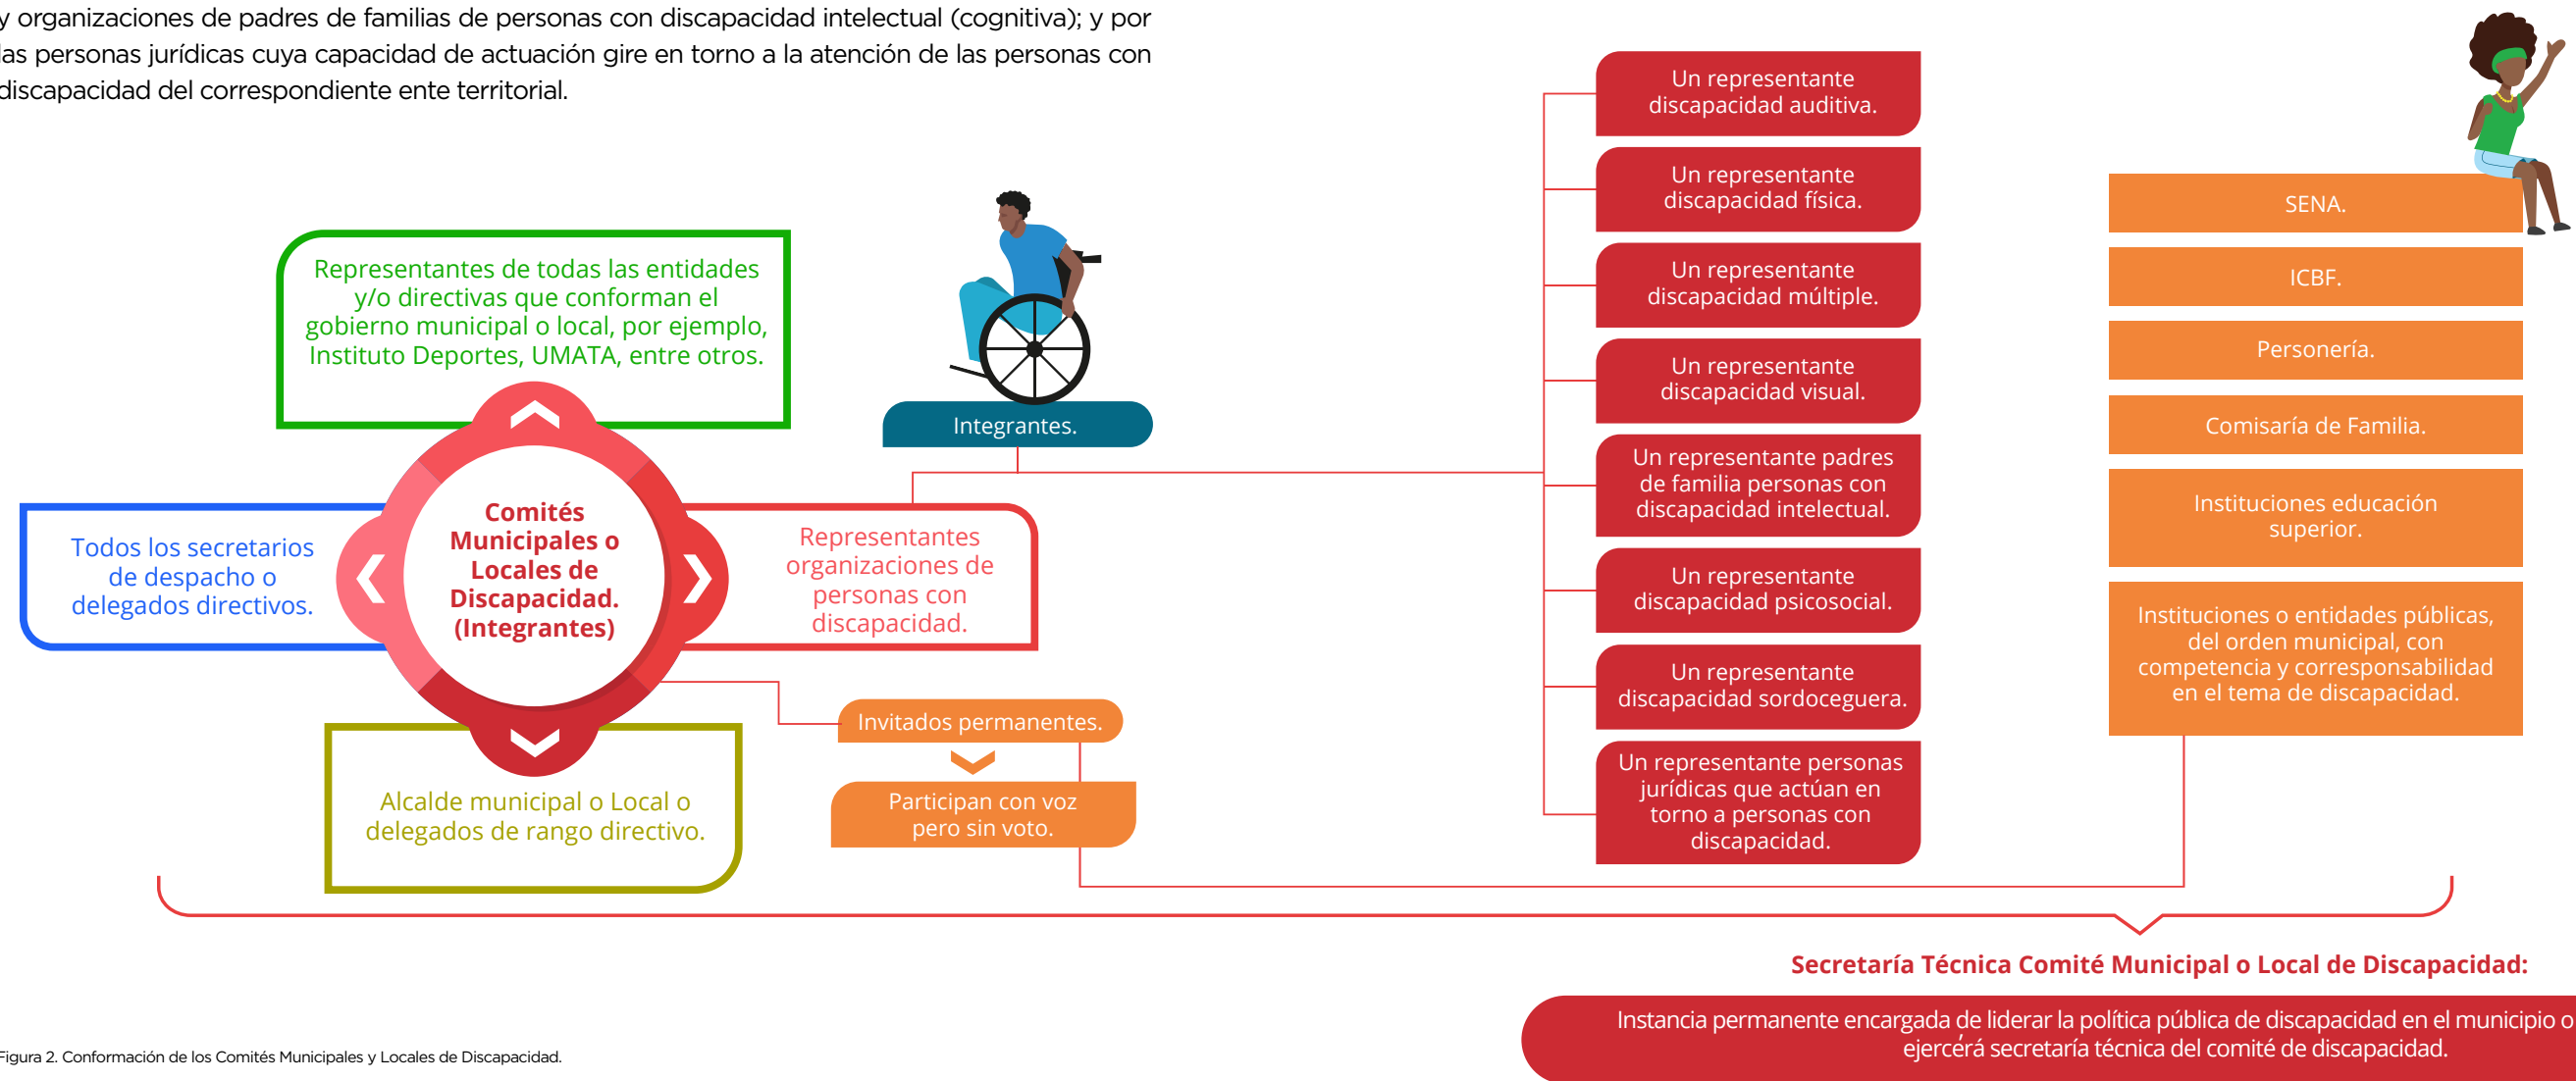 y organizaciones de padres de familias de personas con discapacidad intelectual (cognitiva); y por
las personas jurídicas cuya capacidad de actuación gire en torno a la atención de las personas con
discapacidad del correspondiente ente territorial.
Representantes de todas las entidades
y/o directivas que conforman el
gobierno municipal o local, por ejemplo,
Instituto Deportes, UMATA, entre otros.
Todos los secretarios
de despacho o
delegados directivos.
Comités
Municipales o
Locales de
Discapacidad.
(Integrantes)
Representantes
organizaciones de
personas con
discapacidad.
Alcalde municipal o Local o
delegados de rango directivo.
Integrantes.
Invitados permanentes.
Participan con voz
pero sin voto.
Un representante
discapacidad auditiva.
Un representante
discapacidad física.
Un representante
discapacidad múltiple.
Un representante
discapacidad visual.
Un representante padres
de familia personas con
discapacidad intelectual.
Un representante
discapacidad psicosocial.
Un representante
discapacidad sordoceguera.
Un representante personas
jurídicas que actúan en
torno a personas con
discapacidad.
SENA.
ICBF.
Personería.
Comisaría de Familia.
Instituciones educación
superior.
Instituciones o entidades públicas,
del orden municipal, con
competencia y corresponsabilidad
en el tema de discapacidad.
Secretaría Técnica Comité Municipal o Local de Discapacidad:
Instancia permanente encargada de liderar la política pública de discapacidad en el municipio o
ejercerá secretaría técnica del comité de discapacidad.
Figura 2. Conformación de los Comités Municipales y Locales de Discapacidad.